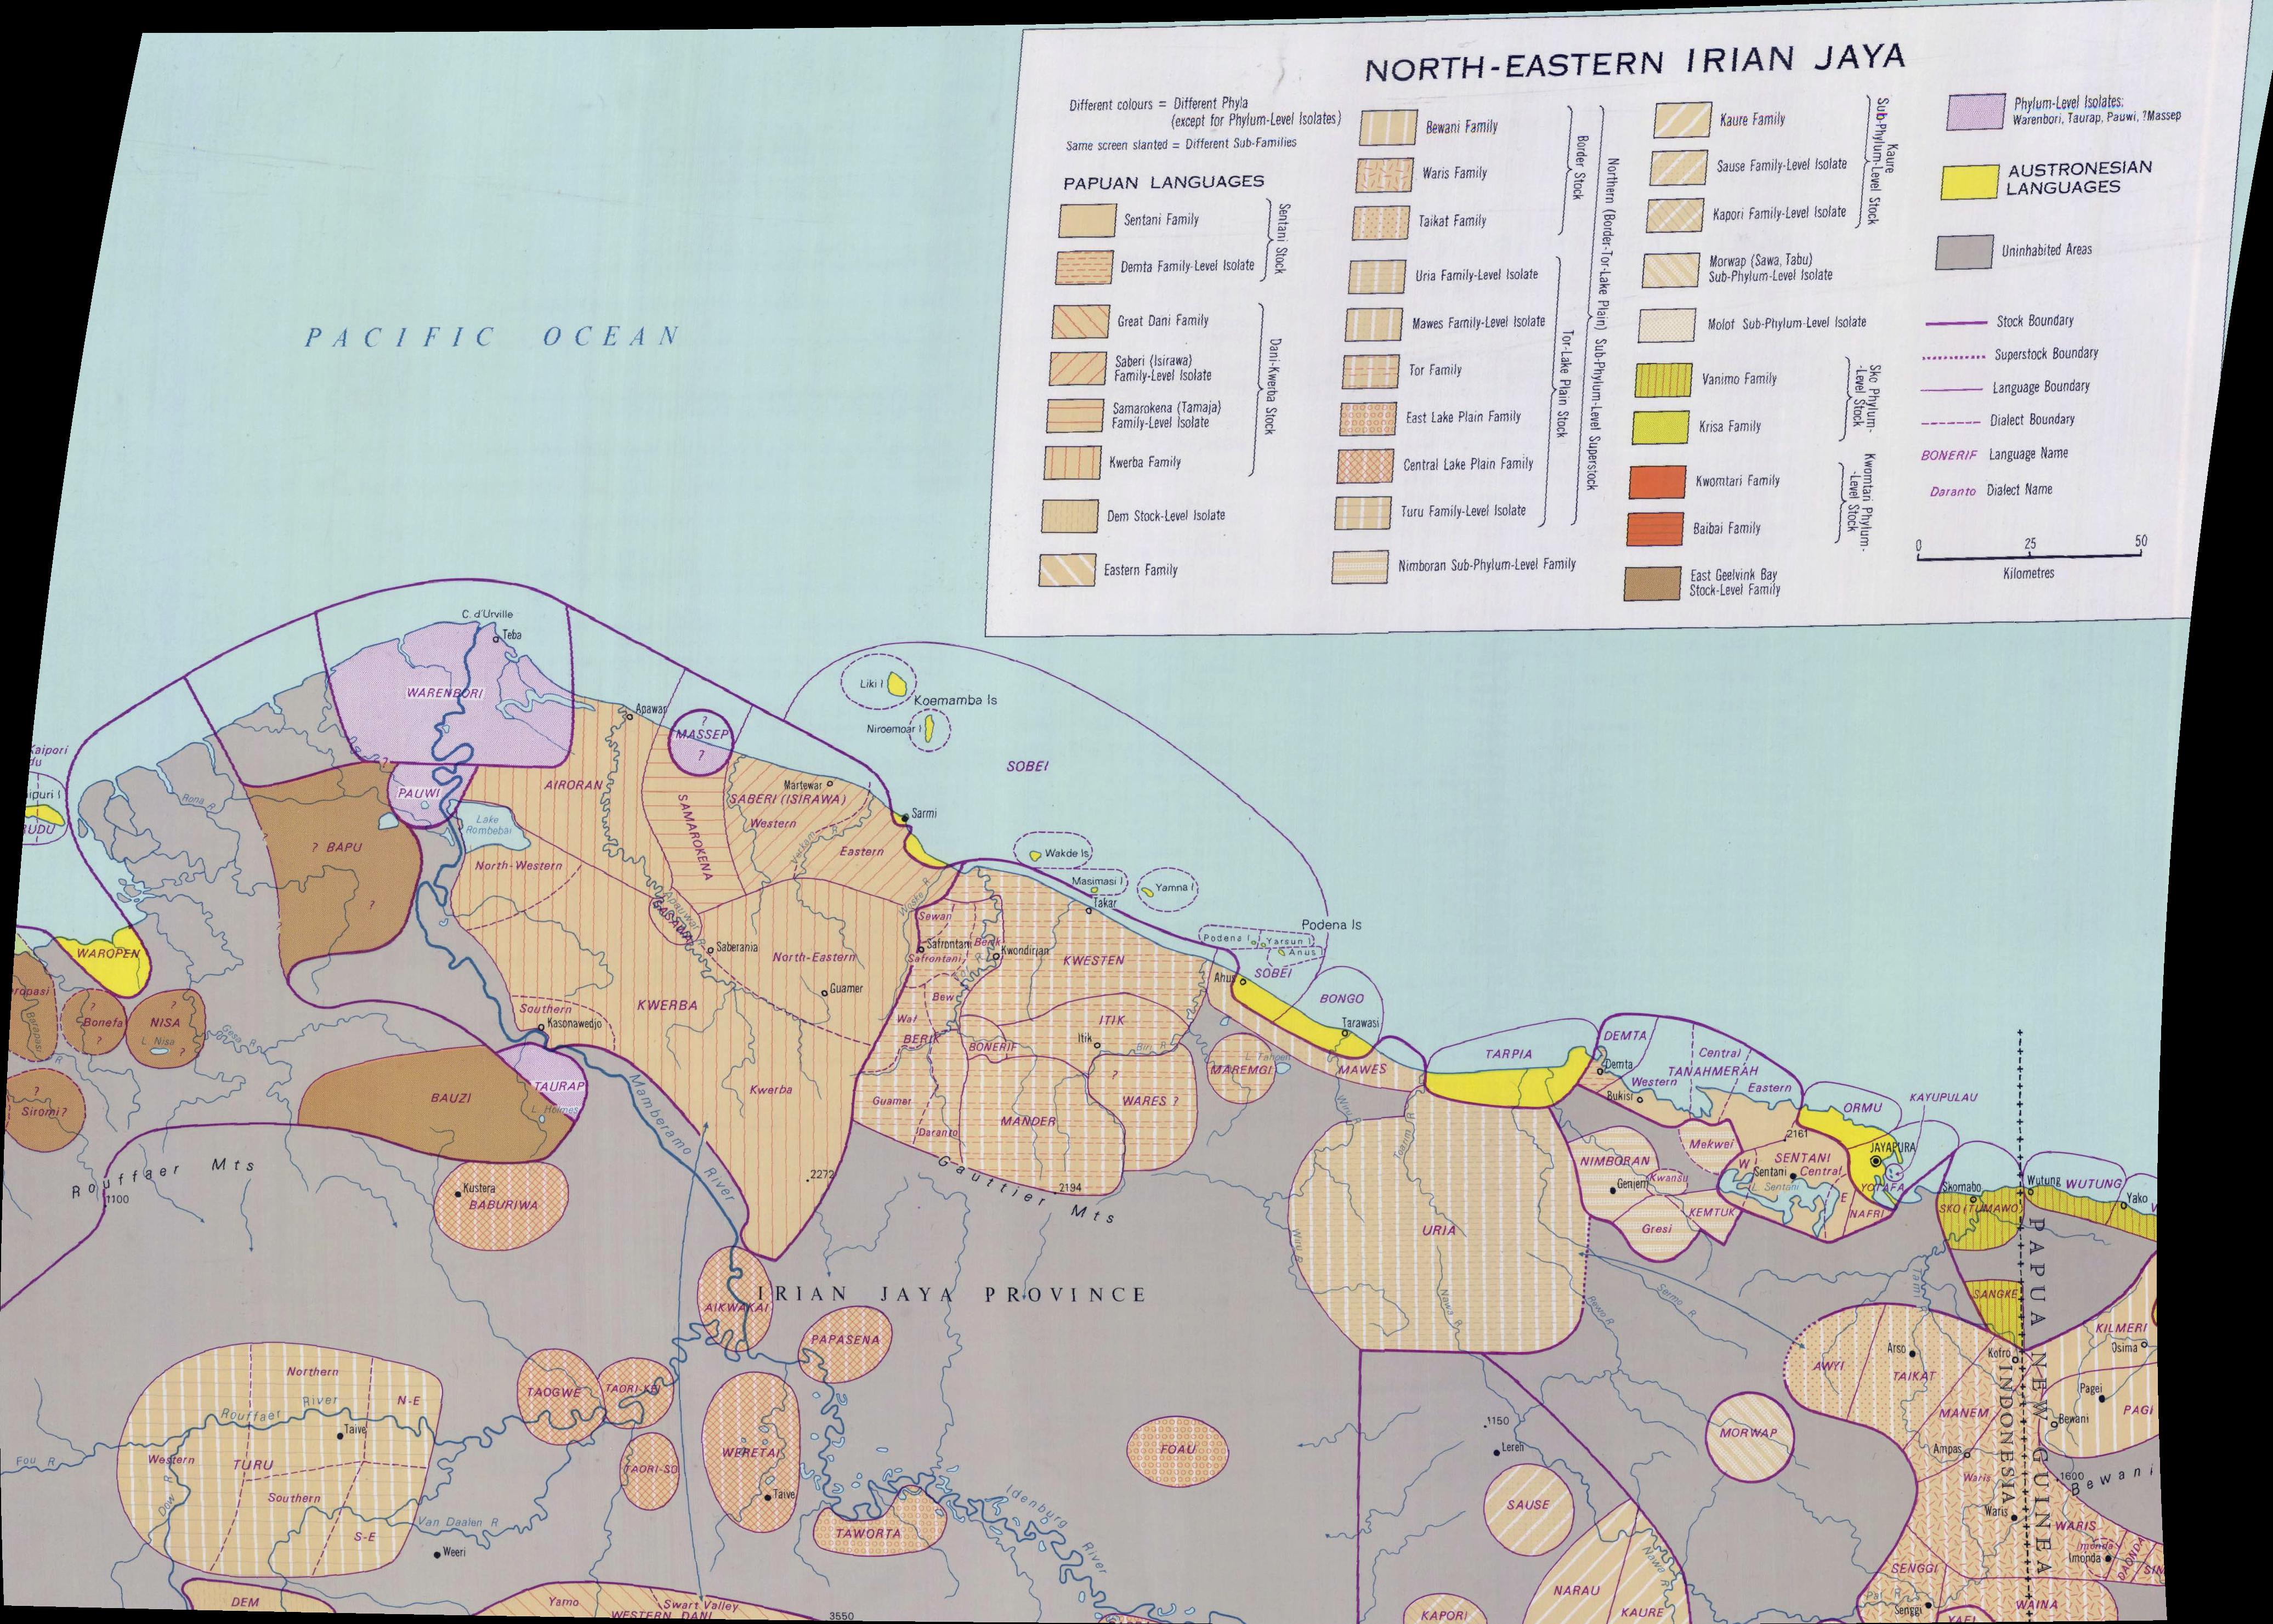 NORTH-EASTERN IRIAN JAYA
Different colours = Different Phyla
(except for Phylum-Level Isolates)
Same screen slanted = Different Sub-Families
PAPUAN LANGUAGES
Sentani Family
Demta Family-Level Isolate
Sentani Stock
Great Dani Family
Saberi (Isirawa)
Family-Level Isolate
Samarokena (Tamaja)
Family-Level Isolate
Kwerba Family
Dani-Kwerba Stock
Dem Stock-Level Isolate
Eastern Family
Bewani Family
Waris Family
Taikat Family
Border Stock
Uria Family-Level Isolate
Mawes Family-Level Isolate
Tor Family
East Lake Plain Family
Central Lake Plain Family
Turu Family-Level Isolate
Tor-Lake Plain Stock
Northern (Border-Tor-Lake Plain) Sub-Phylum-Level Superstock
Nimboran Sub-Phylum-Level Family
Kaure Family
Sause Family-Level Isolate
Kapori Family-Level Isolate
Kaure
Sub-Phylum-Level Stock
Morwap (Sawa, Tabu)
Sub-Phylum-Level Isolate
Molof Sub-Phylum-Level Isolate
Vanimo Family
Krisa Family
Sko Phylum-
-Level Stock
Kwomtari Family
Baibai Family
Kwomtari Phylum-
-Level Stock
East Geelvink Bay
Stock-Level Family
Phylum-Level Isolates:
Warenbori, Taurap, Pauwi, ?Massep
AUSTRONESIAN
LANGUAGES
Uninhabited Areas
Stock Boundary
Superstock Boundary
Language Boundary
Dialect Boundary
BONERIF Language Name
Daranto Dialect Name
0 25 50
Kilometres
PACIFIC OCEAN
C. d'Urville
Teba
WARENBORI
Apawar
?
MASSEP
?
Liki I
Koemamba Is
Niroemoar I
SOBEI
?
PAUWI
AIRORAN
Martewar
SABERI (ISIRAWA)
Western
Eastern
SAMAROKENA
Sarmi
Lake
Rombebai
Rona R
? BAPU
?
North-Western
Wakde Is
Masimasi I
Yamna I
Takar
Podena Is
Podena I
Yarsun I
Anus
SOBEI
Ahus
BONGO
Tarawasi
WAROPEN
Saberania
North-Eastern
Guamer
KWERBA
Southern
Kasonawedjo
Kwerba
Sewan
Safrontani
Safrontani
Berik
Kwondirjan
KWESTEN
Bew
Wal
BERIK
BONERIF
ITIK
Itik
Biri R
Guamer
Daranto
MANDER
?
WARES ?
MAREMGI
MAWES
TARPIA
DEMTA
Demta
Central
TANAHMERAH
Western
Eastern
Bukisi
ORMU
KAYUPULAU
JAYAPURA
2161
SENTANI
Sentani
Central
L. Sentani
W
E
NAFRI
YOTAFA
Mekwei
NIMBORAN
Genjem
Kwansu
KEMTUK
Gresi
Skornabo
SKO (TUMAWO)
Wutung
WUTUNG
Yako
SANGKE
?
Bonefa
?
?
NISA
L. Nisa
?
?
Siromi?
Gesa R
BAUZI
TAURAP
L. Holmes
Mamberamo River
Rouffaer Mts
1100
Kustera
BABURIWA
2272
Gauttier Mts
2194
URIA
IRIAN JAYA PROVINCE
AIKWAKAI
PAPASENA
TAOGWE
TAORI-KEI
TAORI-SO
WERETAI
Taive
TAWORTA
FOAU
Idenburg River
Northern
N-E
Rouffaer River
Taive
Western
TURU
Southern
S-E
Van Daalen R
Weeri
Fou R
Dow R
DEM
Yamo
Swart Valley
WESTERN DANI
3550
Nawa R
Sermo R
1150
Lereh
SAUSE
MORWAP
NARAU
KAURE
KAPORI
AWYI
Arso
TAIKAT
Kofro
MANEM
Ampas
Waris
Waris
WARIS
Imonda
SENGGI
Senggi
WAINA
KILMERI
Osima
Pagei
PAGI
Bewani
1600
Bewani
INDONESIA
PAPUA NEW GUINEA